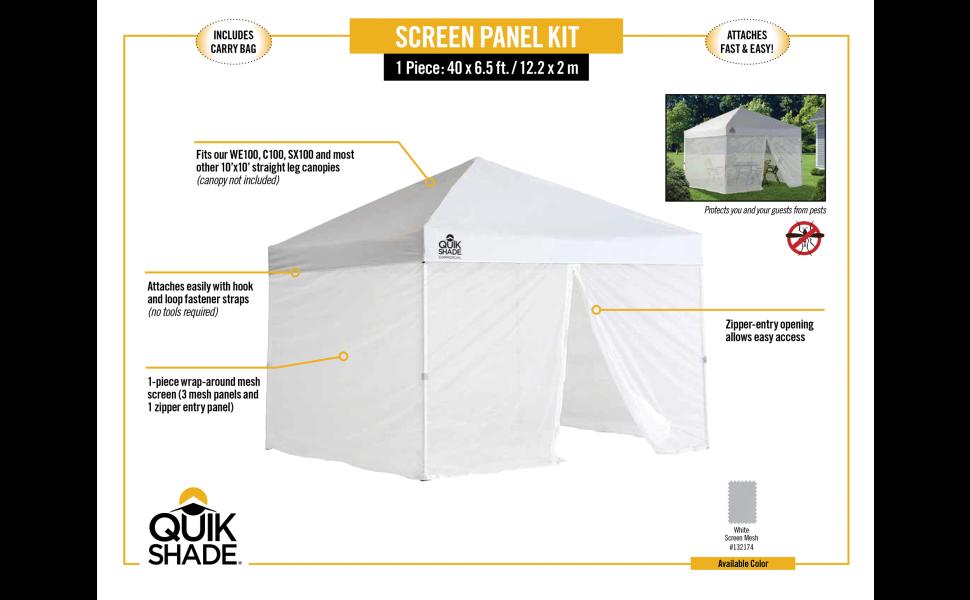 INCLUDES
CARRY BAG
SCREEN PANEL KIT
1 Piece: 40 x 6.5 ft. / 12.2 x 2 m
ATTACHES
FAST & EASY!
Fits our WE100, C100, SX100 and most
other 10'x10' straight leg canopies
(canopy not included)
Protects you and your guests from pests
QUIK
SHADE
COMMERCIAL
Attaches easily with hook
and loop fastener straps
(no tools required)
Zipper-entry opening
allows easy access
1-piece wrap-around mesh
screen (3 mesh panels and
1 zipper entry panel)
QUIK
SHADE®
White
Screen Mesh
#132174
Available Color